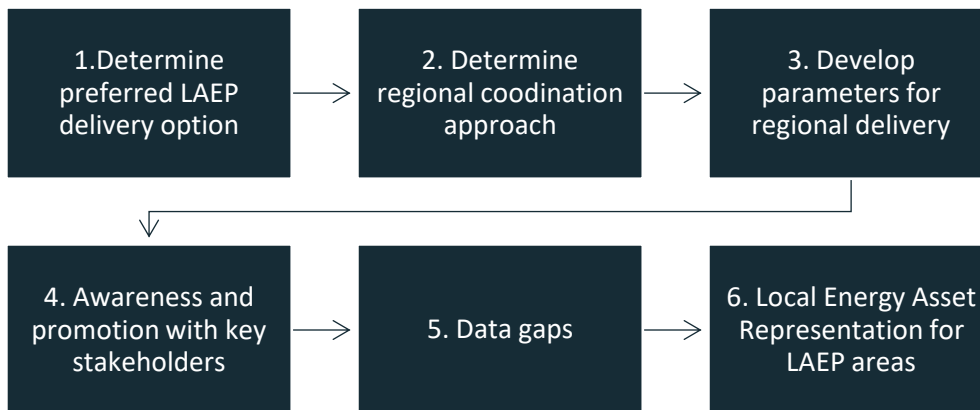 1.Determine
preferred LAEP
delivery option
2. Determine
regional coodination
approach
3. Develop
parameters for
regional delivery
4. Awareness and
promotion with key
stakeholders
5. Data gaps
6. Local Energy Asset
Representation for
LAEP areas